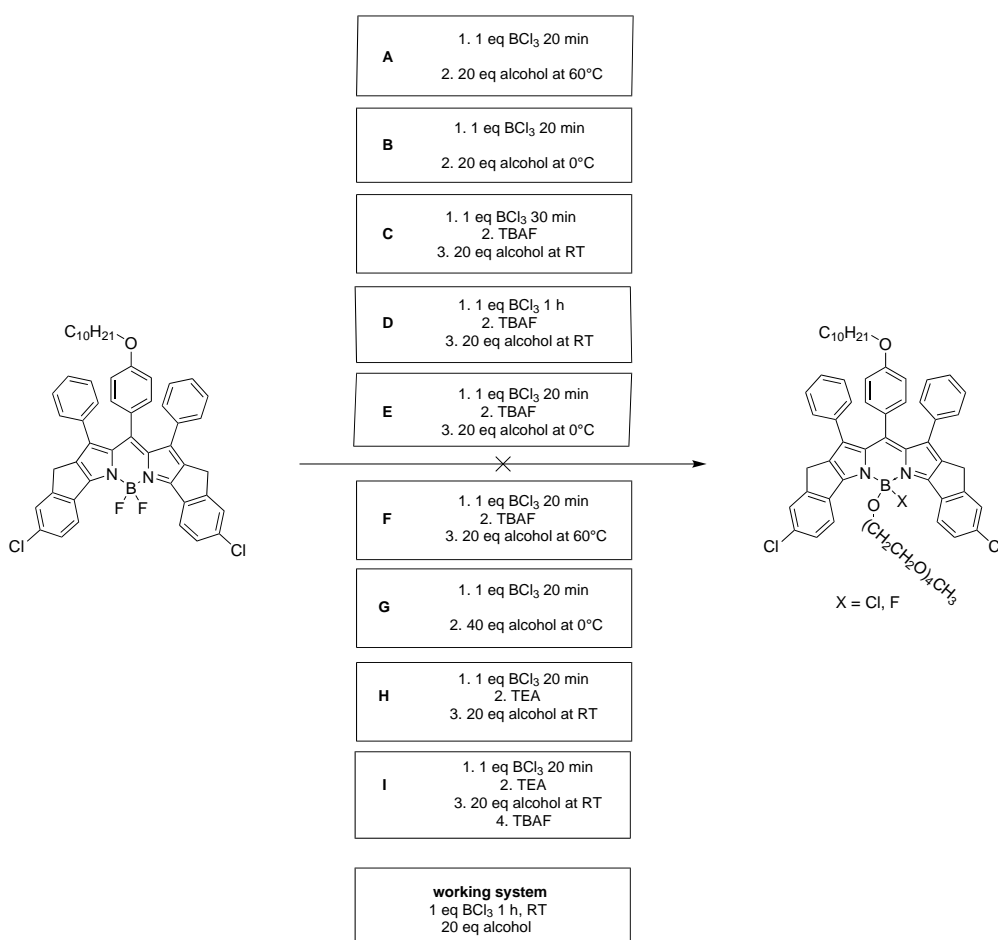 A
1. 1 eq BCl3 20 min
2. 20 eq alcohol at 60°C
B
1. 1 eq BCl3 20 min
2. 20 eq alcohol at 0°C
C
1. 1 eq BCl3 30 min
2. TBAF
3. 20 eq alcohol at RT
D
1. 1 eq BCl3 1 h
2. TBAF
3. 20 eq alcohol at RT
E
1. 1 eq BCl3 20 min
2. TBAF
3. 20 eq alcohol at 0°C
C10H21 O
N N
B
F F
Cl Cl
C10H21 O
N N
B
O X
(CH2CH2O)4CH3
Cl Cl
X = Cl, F
F
1. 1 eq BCl3 20 min
2. TBAF
3. 20 eq alcohol at 60°C
G
1. 1 eq BCl3 20 min
2. 40 eq alcohol at 0°C
H
1. 1 eq BCl3 20 min
2. TEA
3. 20 eq alcohol at RT
I
1. 1 eq BCl3 20 min
2. TEA
3. 20 eq alcohol at RT
4. TBAF
working system
1 eq BCl3 1 h, RT
20 eq alcohol